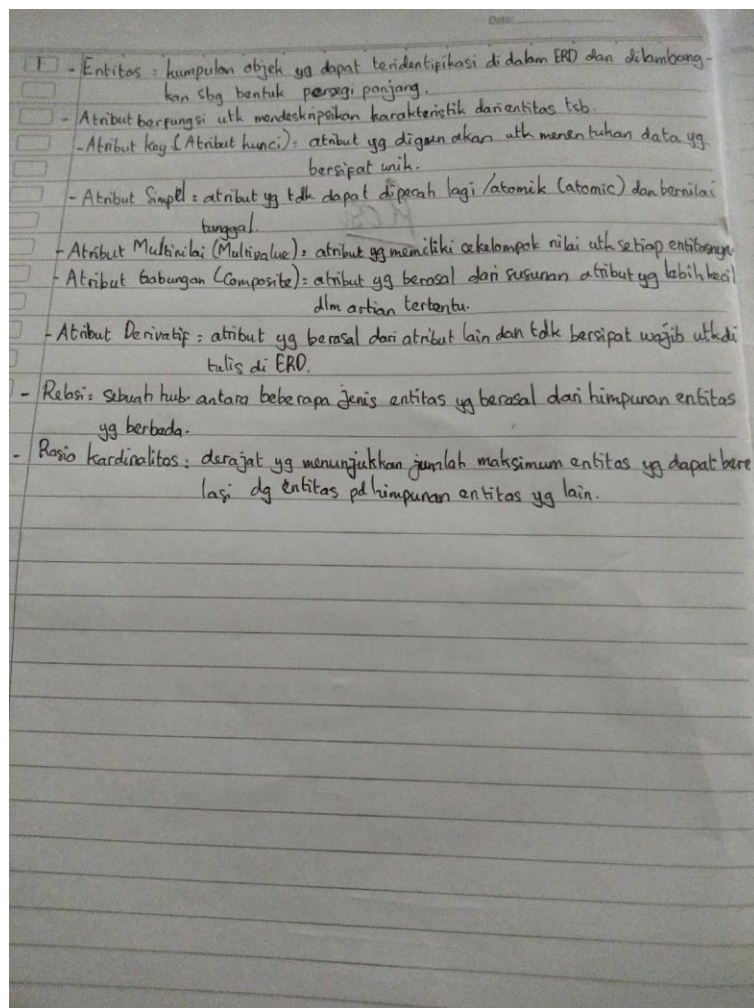 Date:
1 - Entitas : kumpulan objek yg dapat teridentifikasi di dalam ERD dan dilambang-
kan sbg bentuk persegi panjang.
- Atribut berfungsi utk mendeskripsikan karakteristik dari entitas tsb.
- Atribut key (Atribut kunci) : atribut yg digunakan utk menentukan data yg
bersifat unik.
- Atribut Simpel : atribut yg tdk dapat dipecah lagi /atomik (atomic) dan bernilai
tunggal.
- Atribut Multinilai (Multivalue) : atribut yg memiliki sekelompok nilai utk setiap entitasnya.
- Atribut Gabungan (Composite) : atribut yg berasal dari susunan atribut yg lebih kecil
dlm artian tertentu.
- Atribut Derivatif : atribut yg berasal dari atribut lain dan tdk bersifat wajib utk di
tulis di ERD.
- Relasi : sebuah hub. antara beberapa jenis entitas yg berasal dari himpunan entitas
yg berbeda.
- Rasio kardinalitas : derajat yg menunjukkan jumlah maksimum entitas yg dapat bere
lasi dg entitas pd himpunan entitas yg lain.